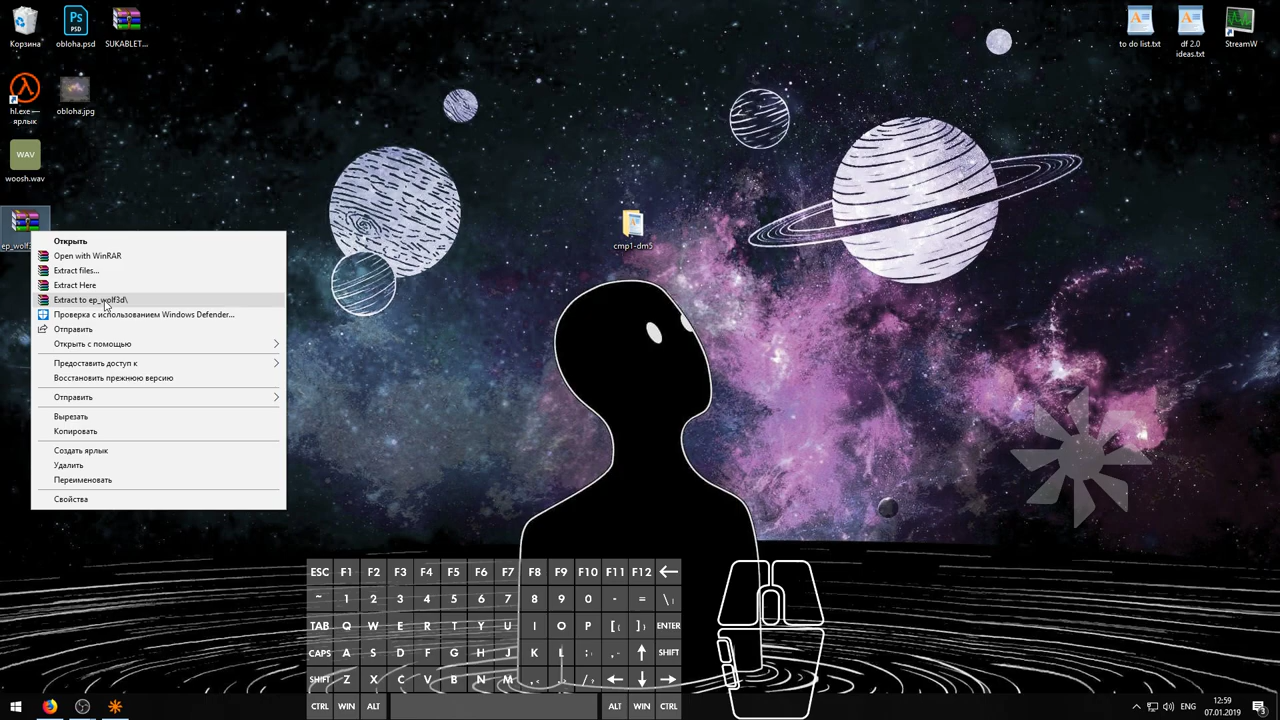 Корзина
Ps
PSD
obloha.psd
SUKABLET...
to do list.txt
df 2.0
ideas.txt
StreamW
hl.exe —
ярлык
obloha.jpg
WAV
woosh.wav
cmp1-dm5
Открыть
Open with WinRAR
Extract files...
Extract Here
Extract to ep_wolf3d\
Проверка с использованием Windows Defender...
Отправить
Открыть с помощью
Предоставить доступ к
Восстановить прежнюю версию
Отправить
Вырезать
Копировать
Создать ярлык
Удалить
Переименовать
Свойства
ESC F1 F2 F3 F4 F5 F6 F7 F8 F9 F10 F11 F12 ←
~ 1 2 3 4 5 6 7 8 9 0 - = \|
TAB Q W E R T Y U I O P [{ ]} ENTER
CAPS A S D F G H J K L ;: ,. ↑ SHIFT
SHIFT Z X C V B N M ,< .> /? ← ↓ →
CTRL WIN ALT ALT WIN CTRL
ENG
12:59
07.01.2019
3